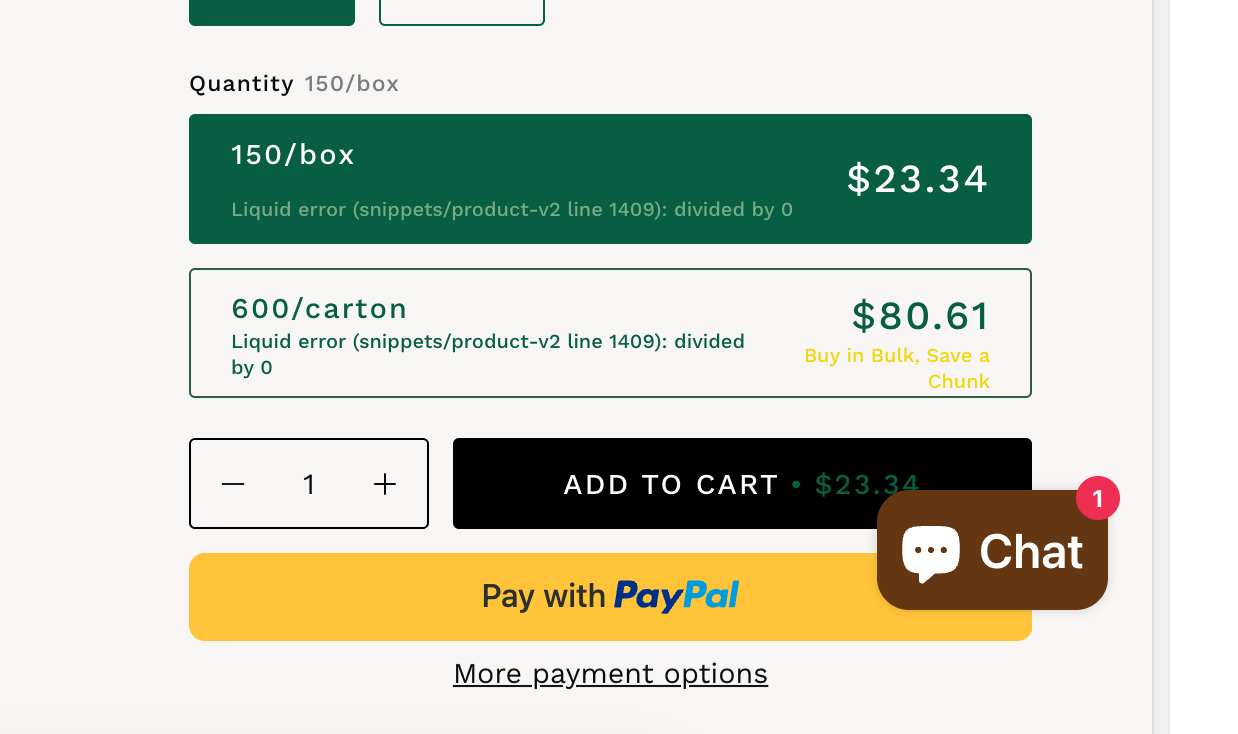 Quantity 150/box
150/box
$23.34
Liquid error (snippets/product-v2 line 1409): divided by 0
600/carton
$80.61
Liquid error (snippets/product-v2 line 1409): divided
by 0
Buy in Bulk, Save a
Chunk
1
ADD TO CART • $23.34
1
Chat
Pay with PayPal
More payment options